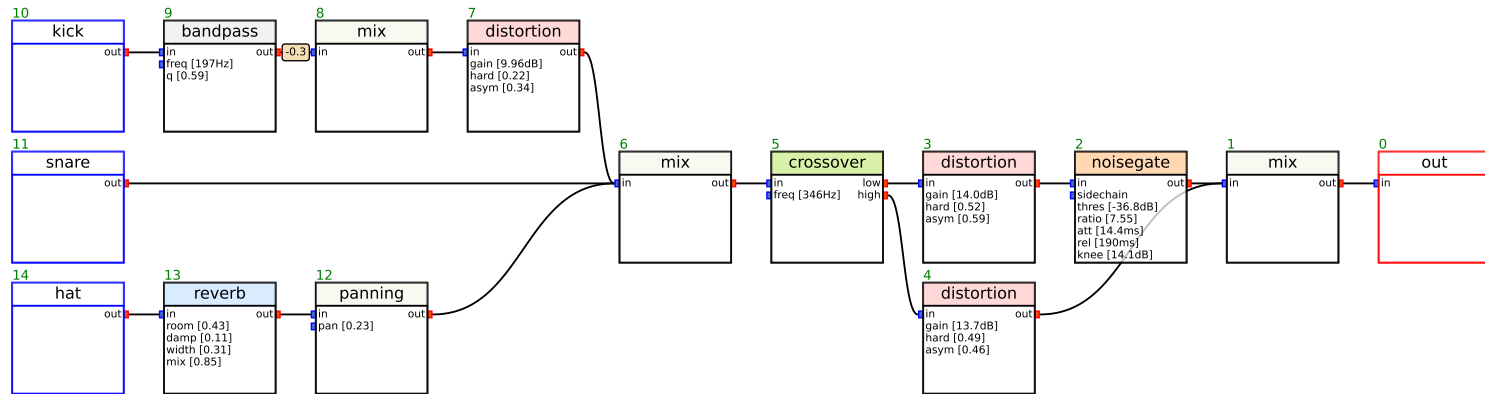 10
kick
out
9
bandpass
in out
freq [197Hz]
q [0.59]
-0.3
8
mix
in out
7
distortion
in out
gain [9.96dB]
hard [0.22]
asym [0.34]
11
snare
out
6
mix
in out
5
crossover
in low
freq [346Hz] high
3
distortion
in out
gain [14.0dB]
hard [0.52]
asym [0.59]
2
noisegate
in out
sidechain
thres [-36.8dB]
ratio [7.55]
att [14.4ms]
rel [190ms]
knee [14.1dB]
1
mix
in out
0
out
in
14
hat
out
13
reverb
in out
room [0.43]
damp [0.11]
width [0.31]
mix [0.85]
12
panning
in out
pan [0.23]
4
distortion
in out
gain [13.7dB]
hard [0.49]
asym [0.46]